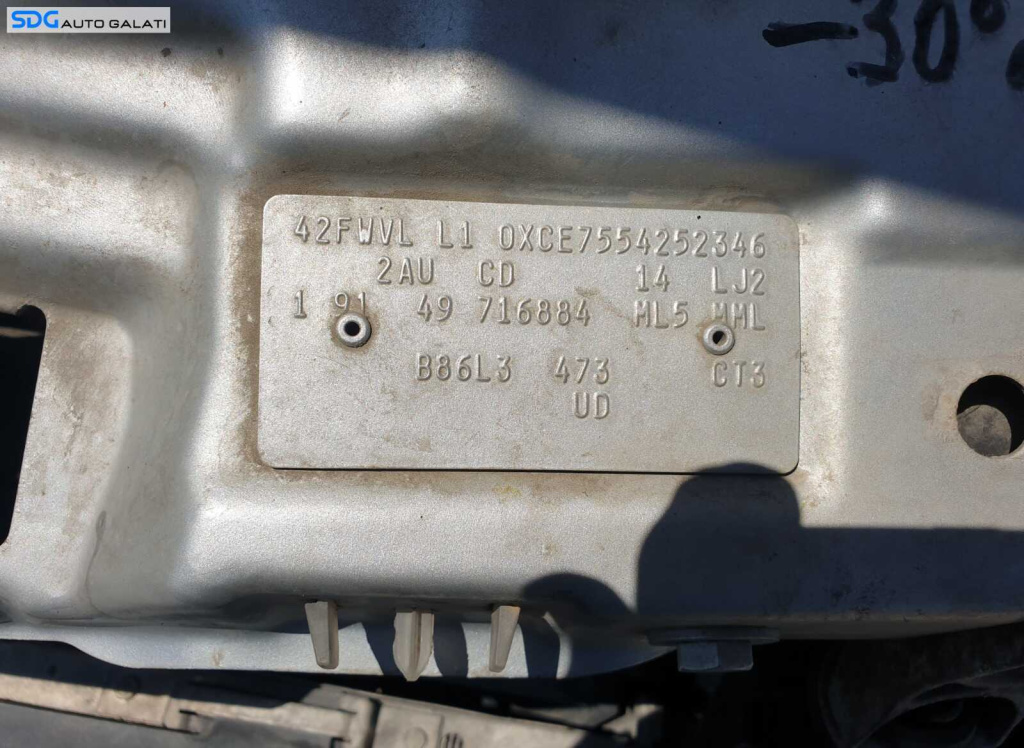 SDG AUTO GALATI
-30°
42FWVL L1 0XCE7554252346
2AU CD 14 LJ2
1 91 49 716884 ML5 MML
B86L3 473 CT3
UD